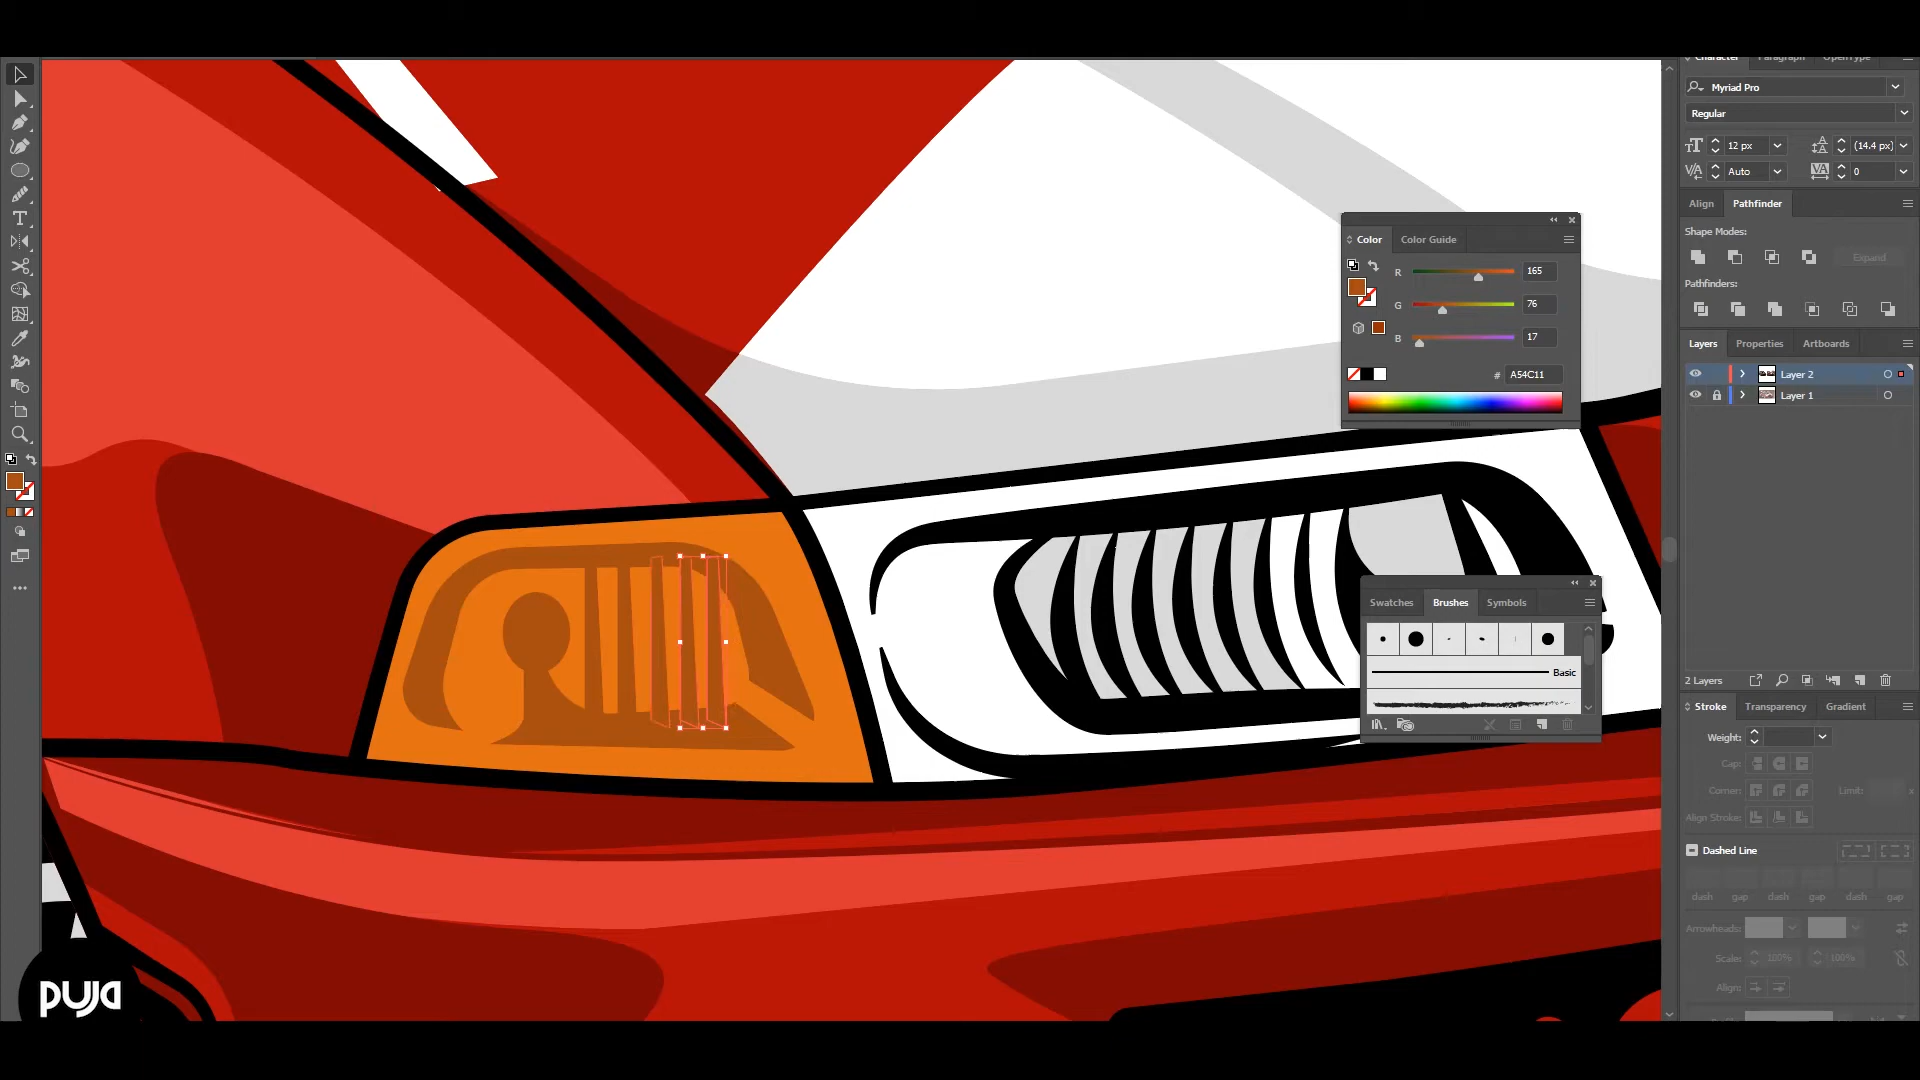 Character Paragraph OpenType
Myriad Pro
Regular
12 px (14.4 px)
Auto 0
Align Pathfinder
Shape Modes:
Expand
Pathfinders:
Color Color Guide
R 165
G 76
B 17
# A54C11
Layers Properties Artboards
Layer 2
Layer 1
Swatches Brushes Symbols
Basic
2 Layers
Stroke Transparency Gradient
Weight:
Cap:
Corner: Limit: x
Align Stroke:
Dashed Line
dash gap dash gap dash gap
Arrowheads:
Scale: 100% 100%
Align:
puja